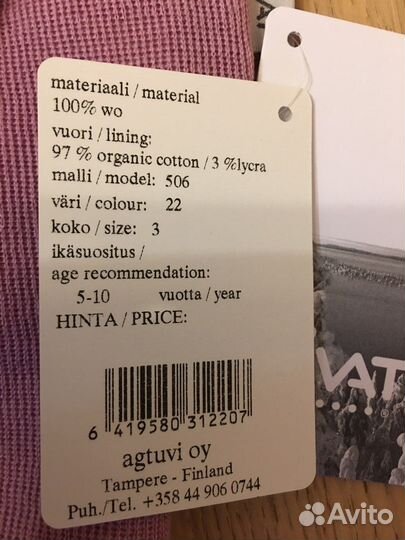 materiaali / material
100% wo
vuori / lining:
97 % organic cotton / 3 %lycra
malli / model: 506
väri / colour: 22
koko / size: 3
ikäsuositus /
age recommendation:
5-10 vuotta / year
HINTA / PRICE:
6 419580 312207
agtuvi oy
Tampere - Finland
Puh./Tel. +358 44 906 0744
VAT
Avito